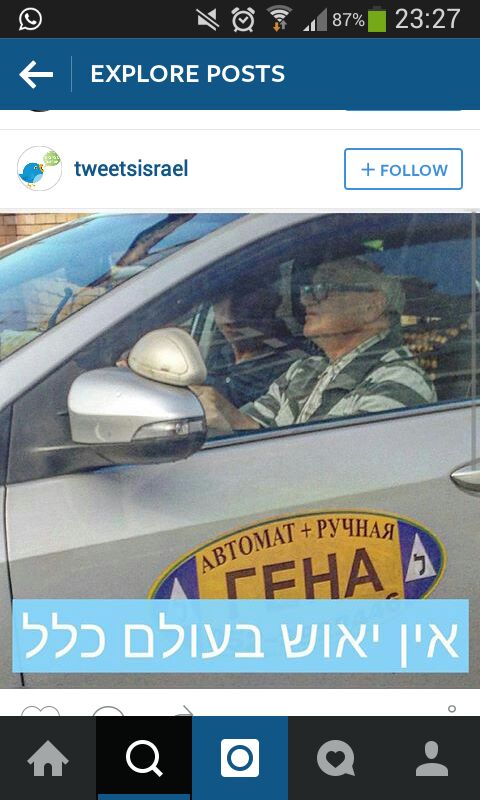 87%
23:27
EXPLORE POSTS
tweetsisrael
+ FOLLOW
АВТОМАТ + РУЧНАЯ
ГЕНА
ל
אין יאוש בעולם כלל